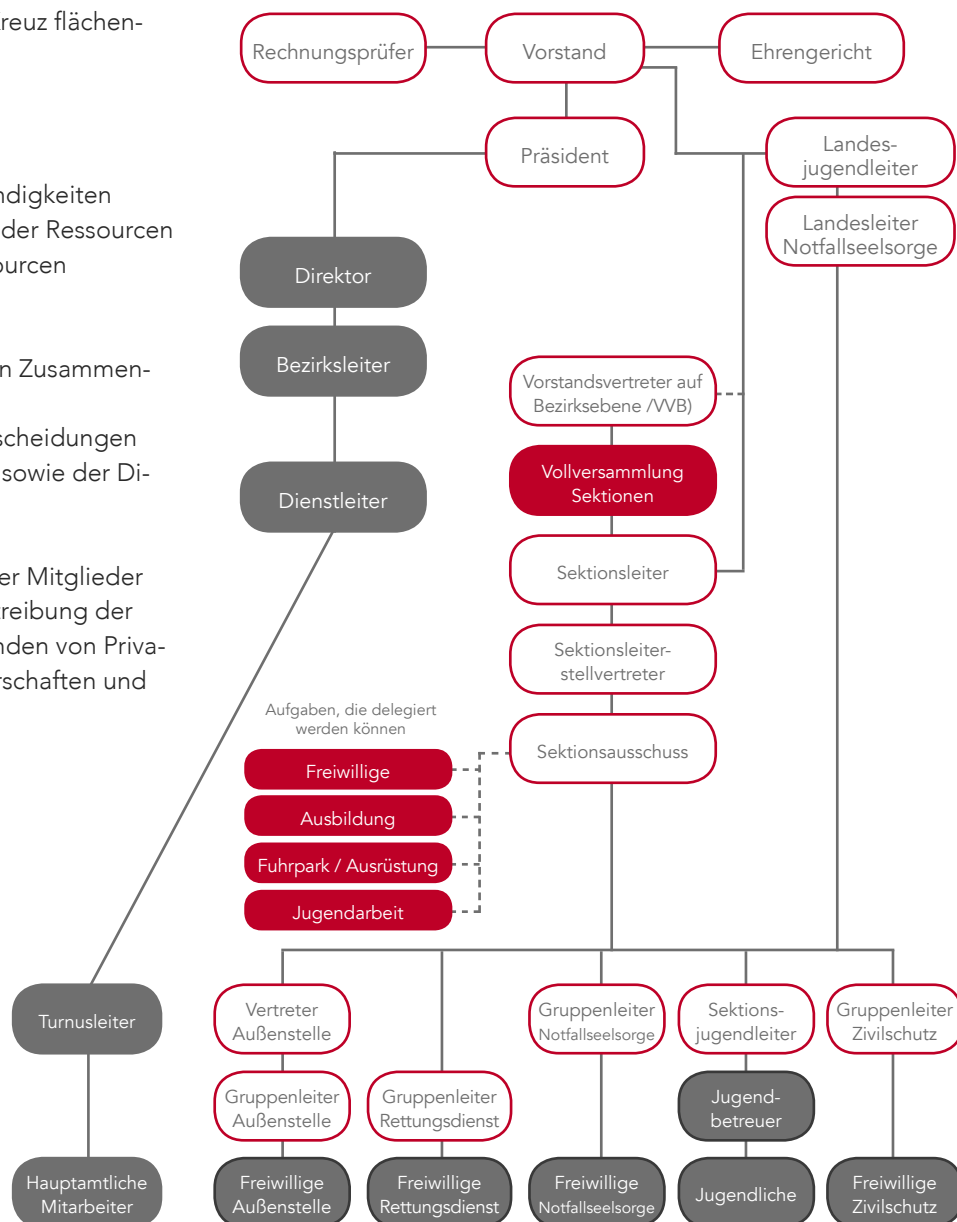 Kreuz flächen-
ndigkeiten
der Ressourcen
ourcen
n Zusammen-
scheidungen
sowie der Di-
er Mitglieder
treibung der
nden von Priva-
rschaften und
Rechnungsprüfer
Vorstand
Ehrengericht
Präsident
Landes-
jugendleiter
Landesleiter
Notfallseelsorge
Direktor
Bezirksleiter
Dienstleiter
Vorstandsvertreter auf
Bezirksebene /VVB)
Vollversammlung
Sektionen
Sektionsleiter
Sektionsleiter-
stellvertreter
Sektionsausschuss
Aufgaben, die delegiert
werden können
Freiwillige
Ausbildung
Fuhrpark / Ausrüstung
Jugendarbeit
Turnusleiter
Vertreter
Außenstelle
Gruppenleiter
Notfallseelsorge
Sektions-
jugendleiter
Gruppenleiter
Zivilschutz
Gruppenleiter
Außenstelle
Gruppenleiter
Rettungsdienst
Jugend-
betreuer
Hauptamtliche
Mitarbeiter
Freiwillige
Außenstelle
Freiwillige
Rettungsdienst
Freiwillige
Notfallseelsorge
Jugendliche
Freiwillige
Zivilschutz